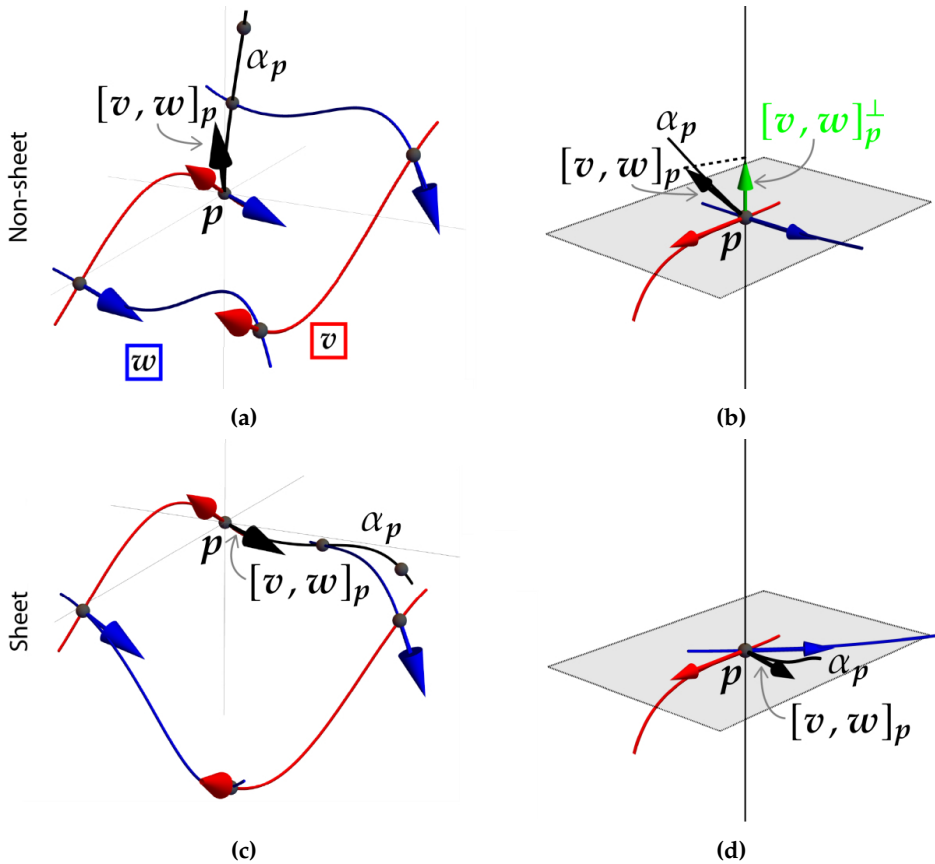 Non-sheet
α_p
[v, w]_p
p
w
v
(a)
α_p
[v, w]_p^⊥
[v, w]_p
p
(b)
Sheet
α_p
p
[v, w]_p
(c)
p
α_p
[v, w]_p
(d)